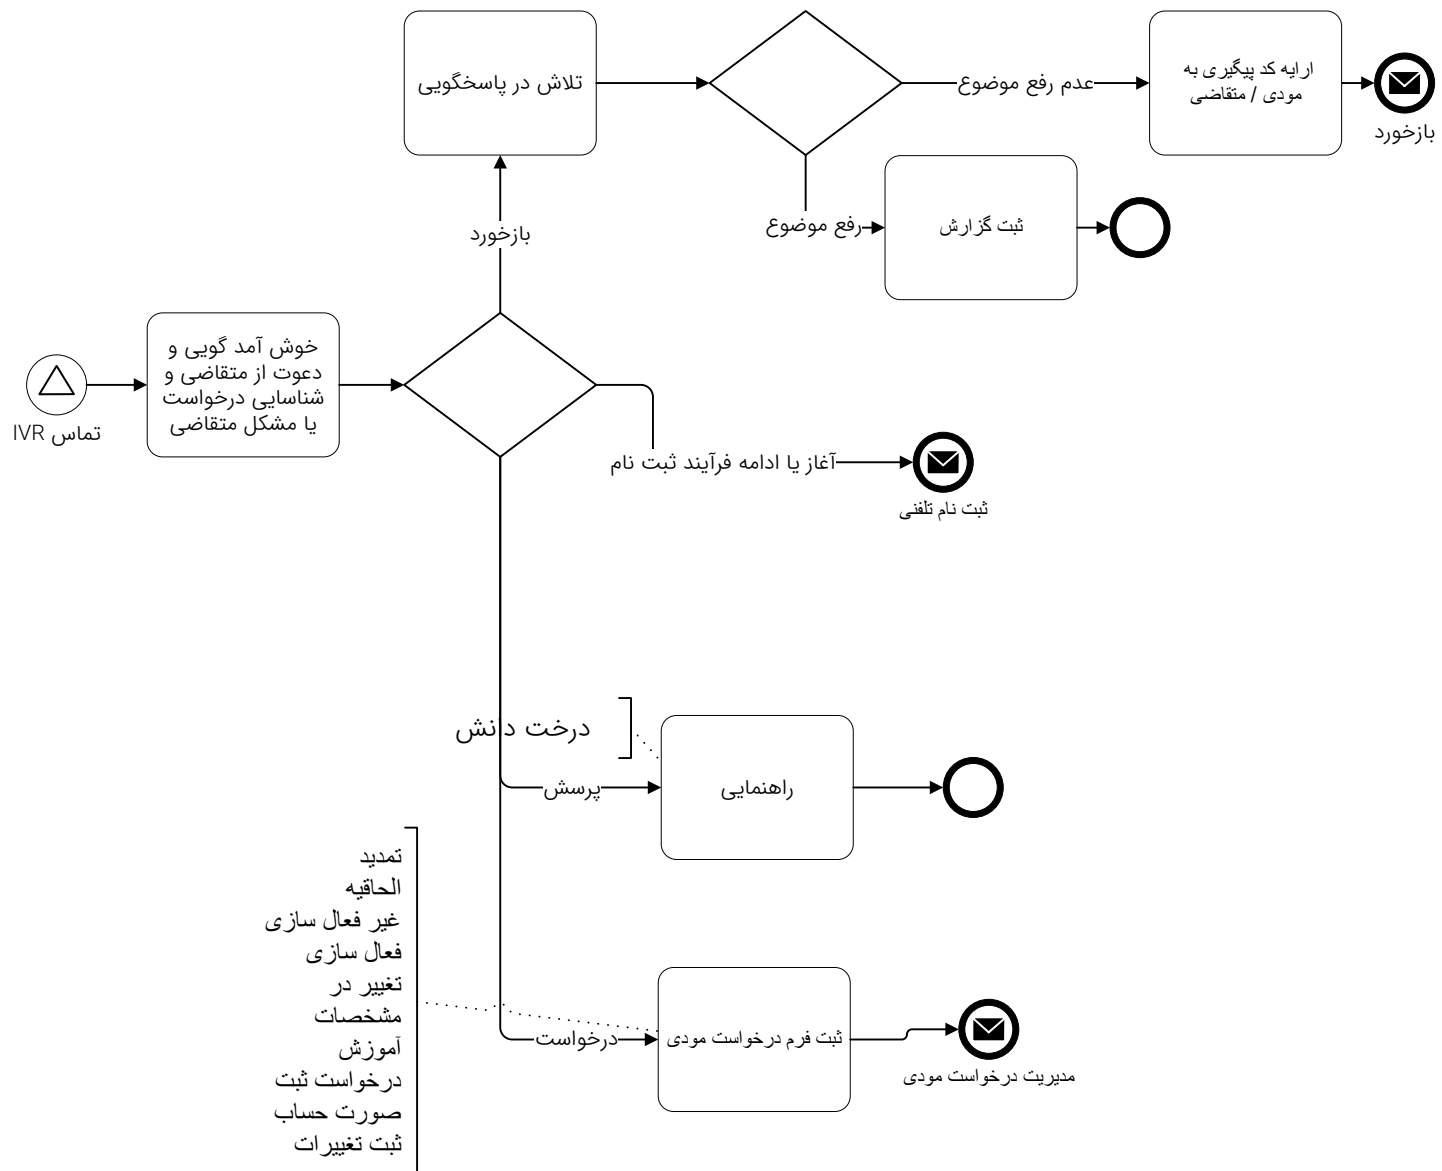 تلاش در پاسخگویی
عدم رفع موضوع
ارایه کد پیگیری به
مودی / متقاضی
بازخورد
رفع موضوع
ثبت گزارش
بازخورد
خوش آمد گویی و
دعوت از متقاضی و
شناسایی درخواست
یا مشکل متقاضی
تماس IVR
آغاز یا ادامه فرآیند ثبت نام
ثبت نام تلفنی
درخت دانش
پرسش
راهنمایی
تمدید
الحاقیه
غیر فعال سازی
فعال سازی
تغییر در
مشخصات
آموزش
درخواست ثبت
صورت حساب
ثبت تغییرات
درخواست
ثبت فرم درخواست مودی
مدیریت درخواست مودی